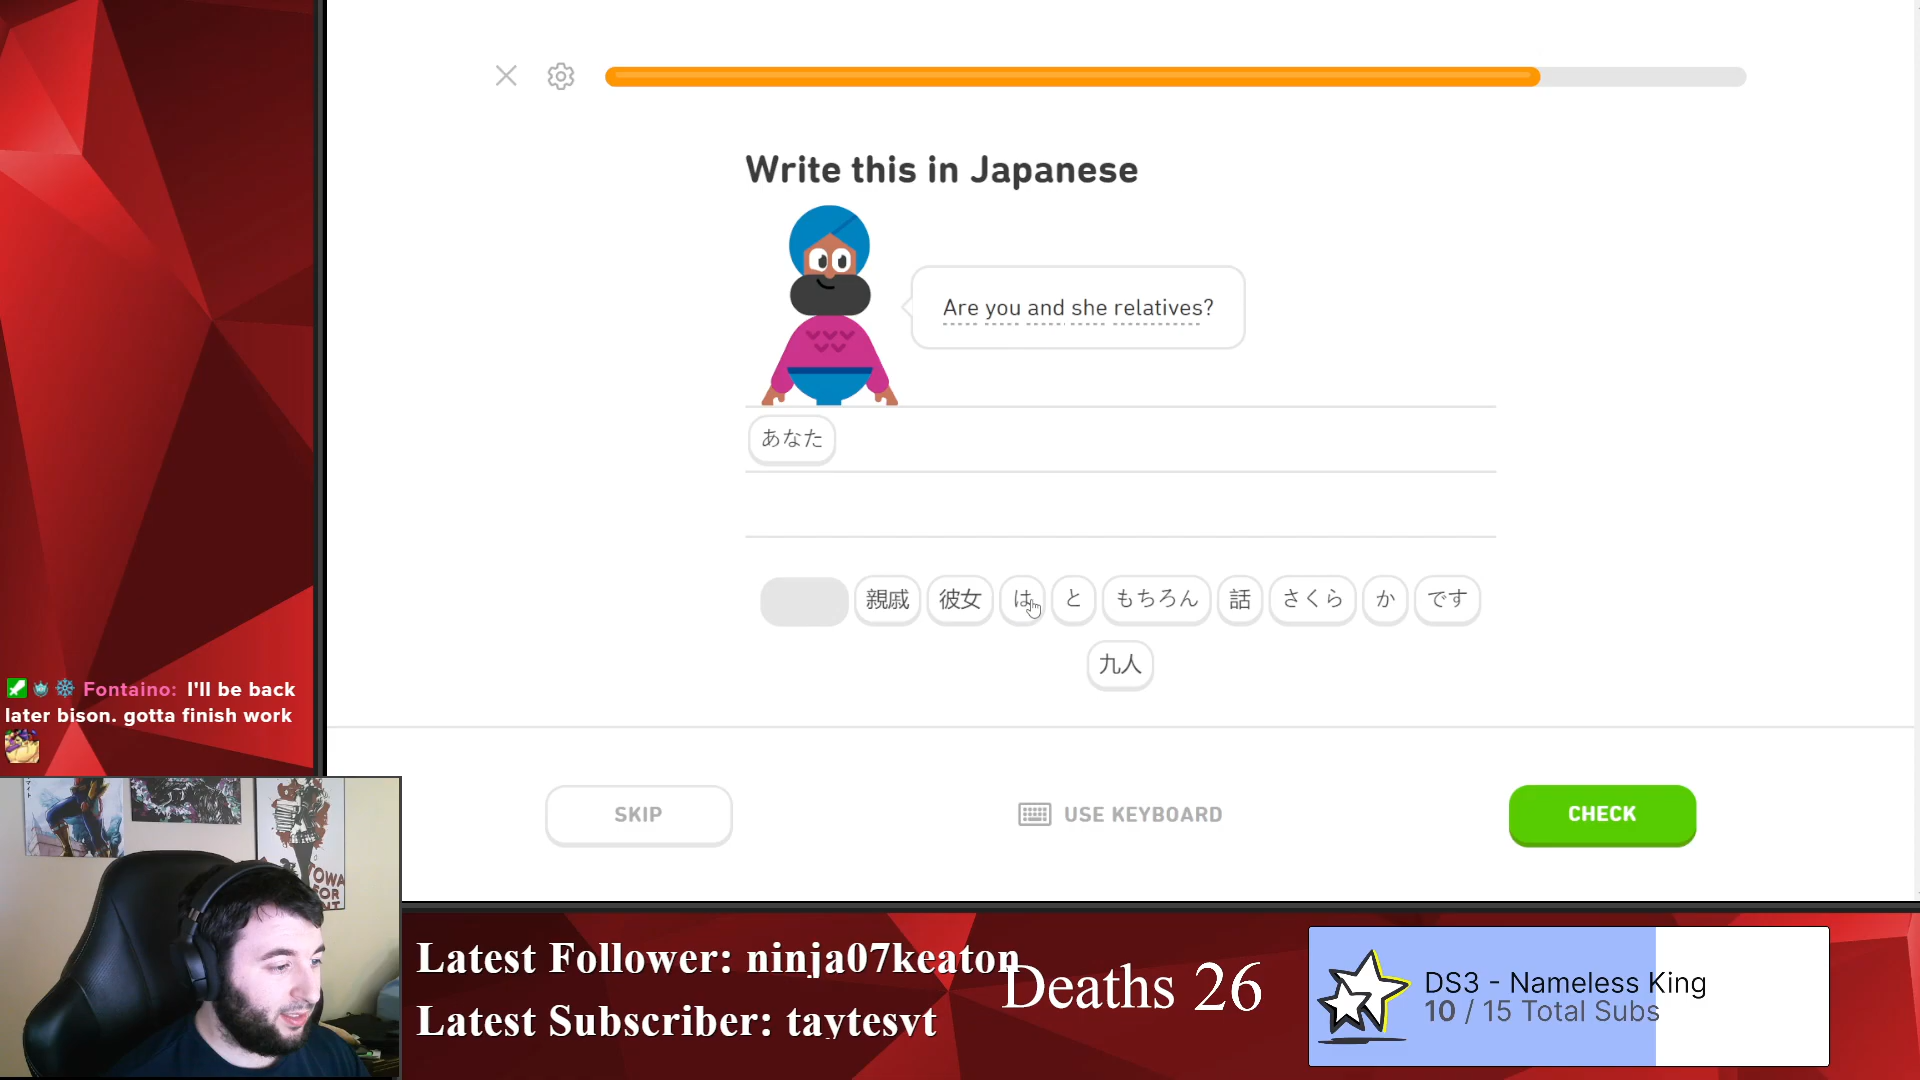 Write this in Japanese
Are you and she relatives?
あなた
親戚 彼女 は と もちろん 話 さくら か です
九人
Fontaino: I'll be back
later bison. gotta finish work
SKIP
USE KEYBOARD
CHECK
Latest Follower: ninja07keaton
Latest Subscriber: taytesvt
Deaths 26
DS3 - Nameless King
10 / 15 Total Subs